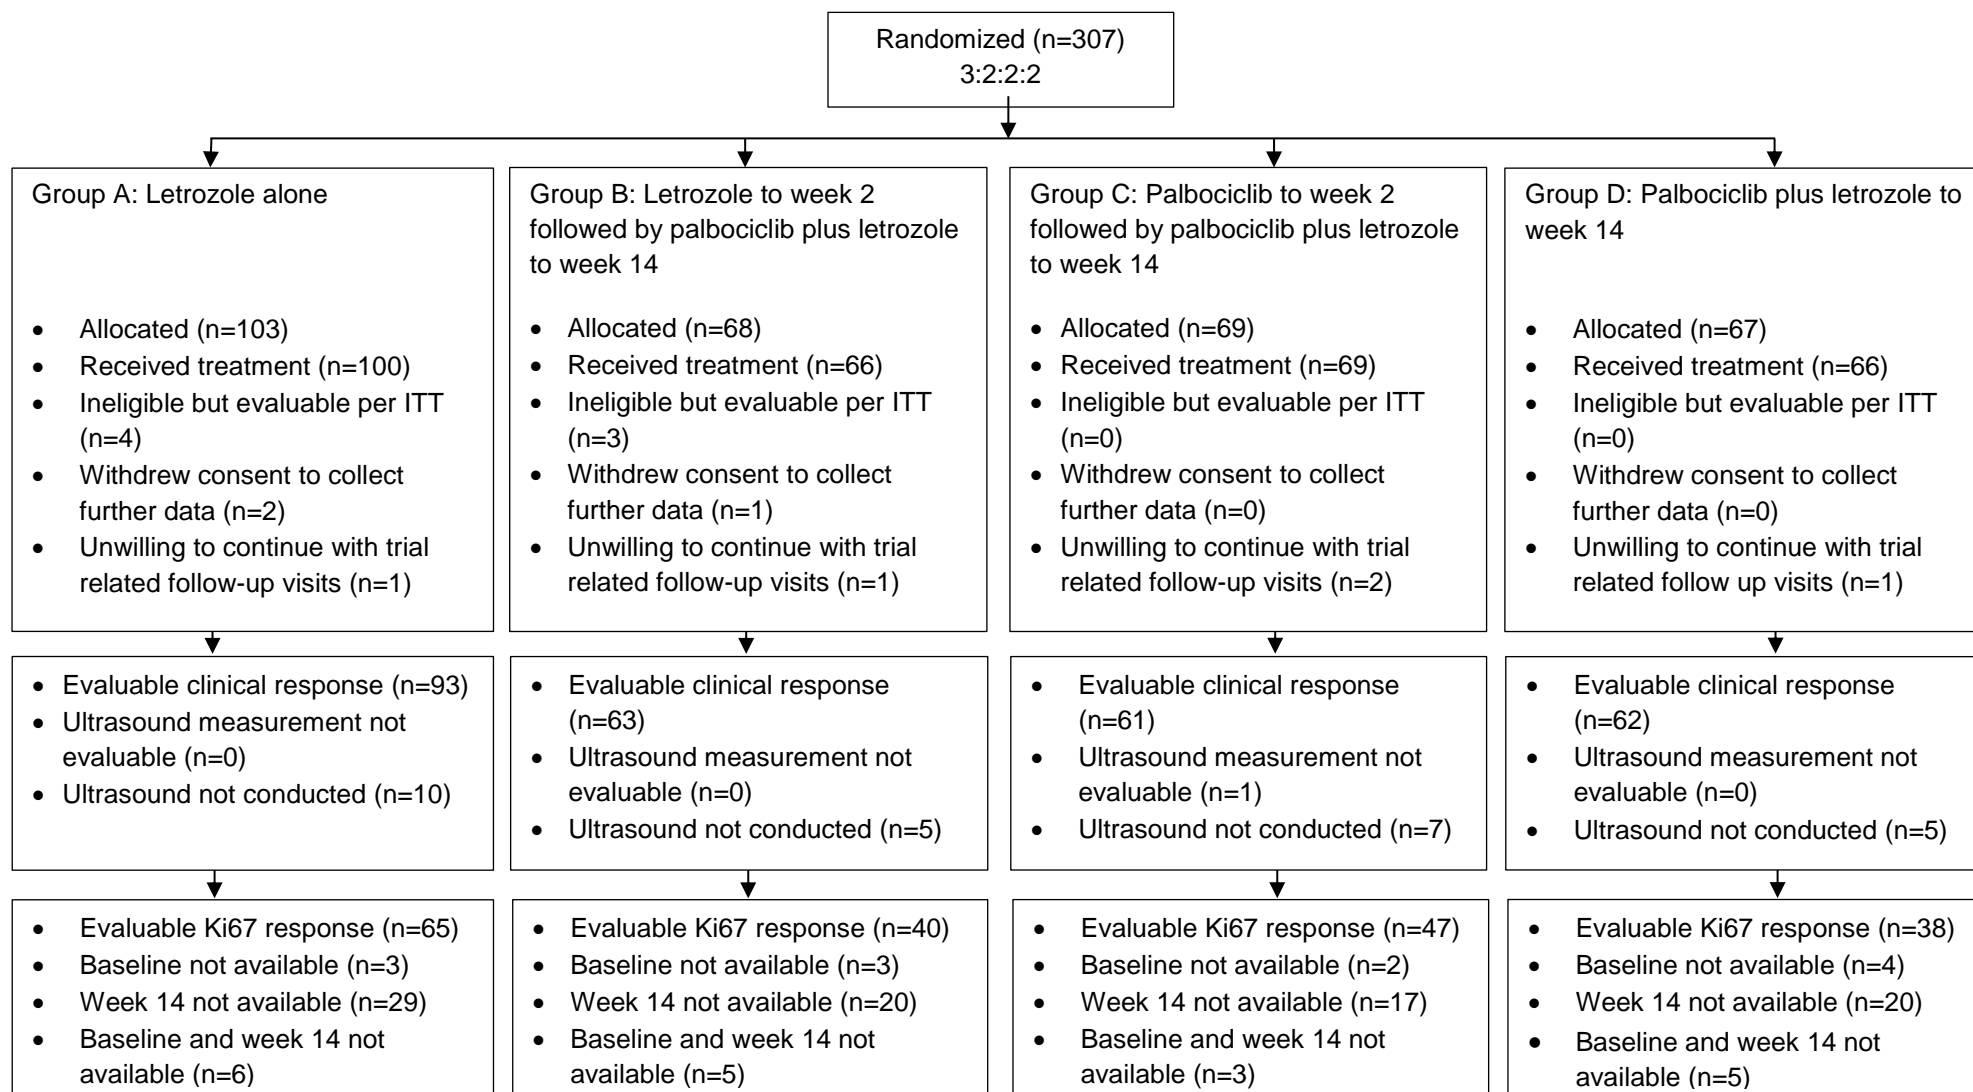 Randomized (n=307)
3:2:2:2
Group A: Letrozole alone
• Allocated (n=103)
• Received treatment (n=100)
• Ineligible but evaluable per ITT
(n=4)
• Withdrew consent to collect
further data (n=2)
• Unwilling to continue with trial
related follow-up visits (n=1)
Group B: Letrozole to week 2
followed by palbociclib plus letrozole
to week 14
• Allocated (n=68)
• Received treatment (n=66)
• Ineligible but evaluable per ITT
(n=3)
• Withdrew consent to collect
further data (n=1)
• Unwilling to continue with trial
related follow-up visits (n=1)
Group C: Palbociclib to week 2
followed by palbociclib plus letrozole
to week 14
• Allocated (n=69)
• Received treatment (n=69)
• Ineligible but evaluable per ITT
(n=0)
• Withdrew consent to collect
further data (n=0)
• Unwilling to continue with trial
related follow-up visits (n=2)
Group D: Palbociclib plus letrozole to
week 14
• Allocated (n=67)
• Received treatment (n=66)
• Ineligible but evaluable per ITT
(n=0)
• Withdrew consent to collect
further data (n=0)
• Unwilling to continue with trial
related follow up visits (n=1)
• Evaluable clinical response (n=93)
• Ultrasound measurement not
evaluable (n=0)
• Ultrasound not conducted (n=10)
• Evaluable clinical response
(n=63)
• Ultrasound measurement not
evaluable (n=0)
• Ultrasound not conducted (n=5)
• Evaluable clinical response
(n=61)
• Ultrasound measurement not
evaluable (n=1)
• Ultrasound not conducted (n=7)
• Evaluable clinical response
(n=62)
• Ultrasound measurement not
evaluable (n=0)
• Ultrasound not conducted (n=5)
• Evaluable Ki67 response (n=65)
• Baseline not available (n=3)
• Week 14 not available (n=29)
• Baseline and week 14 not
available (n=6)
• Evaluable Ki67 response (n=40)
• Baseline not available (n=3)
• Week 14 not available (n=20)
• Baseline and week 14 not
available (n=5)
• Evaluable Ki67 response (n=47)
• Baseline not available (n=2)
• Week 14 not available (n=17)
• Baseline and week 14 not
available (n=3)
• Evaluable Ki67 response (n=38)
• Baseline not available (n=4)
• Week 14 not available (n=20)
• Baseline and week 14 not
available (n=5)